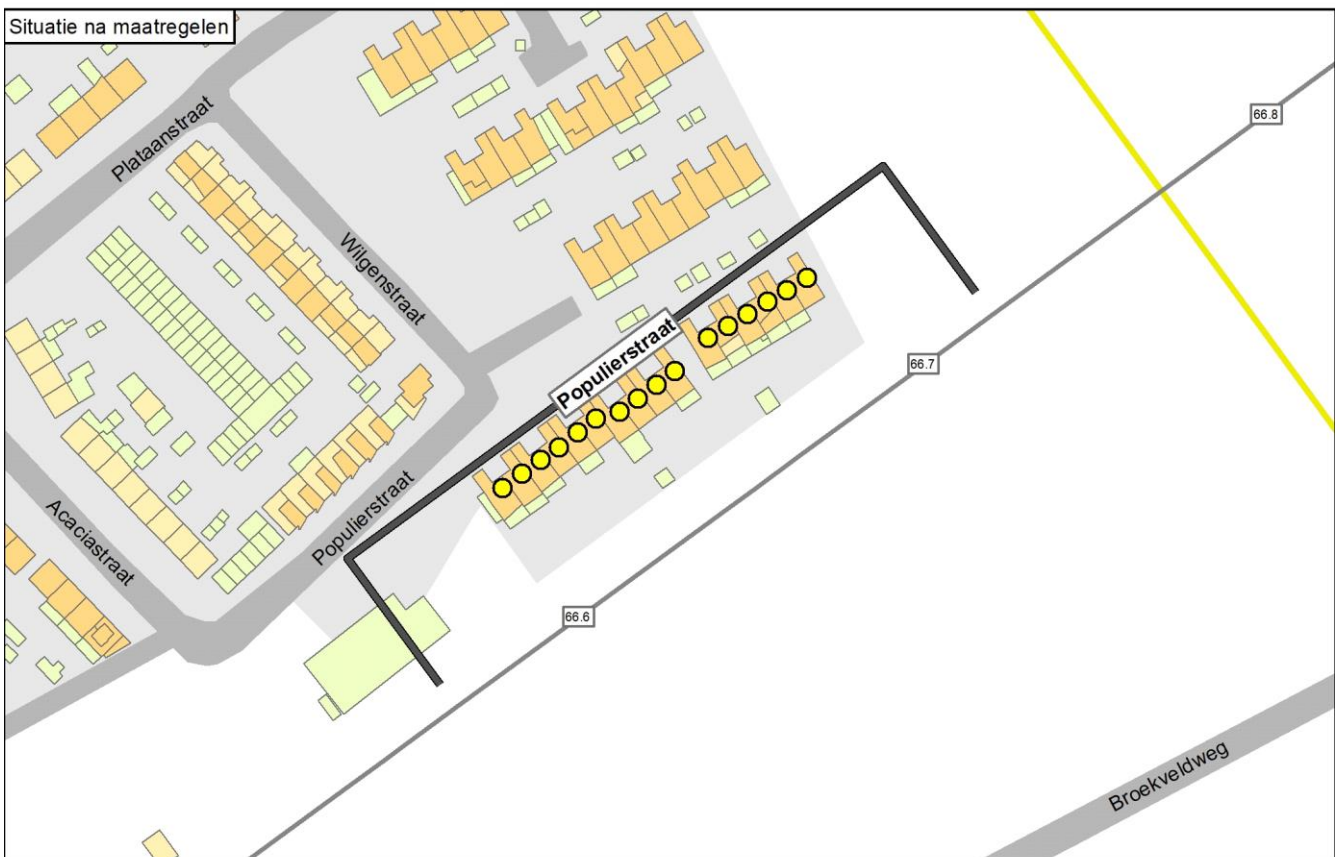 Situatie na maatregelen
Plataanstraat
Wilgenstraat
66.8
Populierstraat
66.7
Acaciastraat
Populierstraat
66.6
Broekveldweg